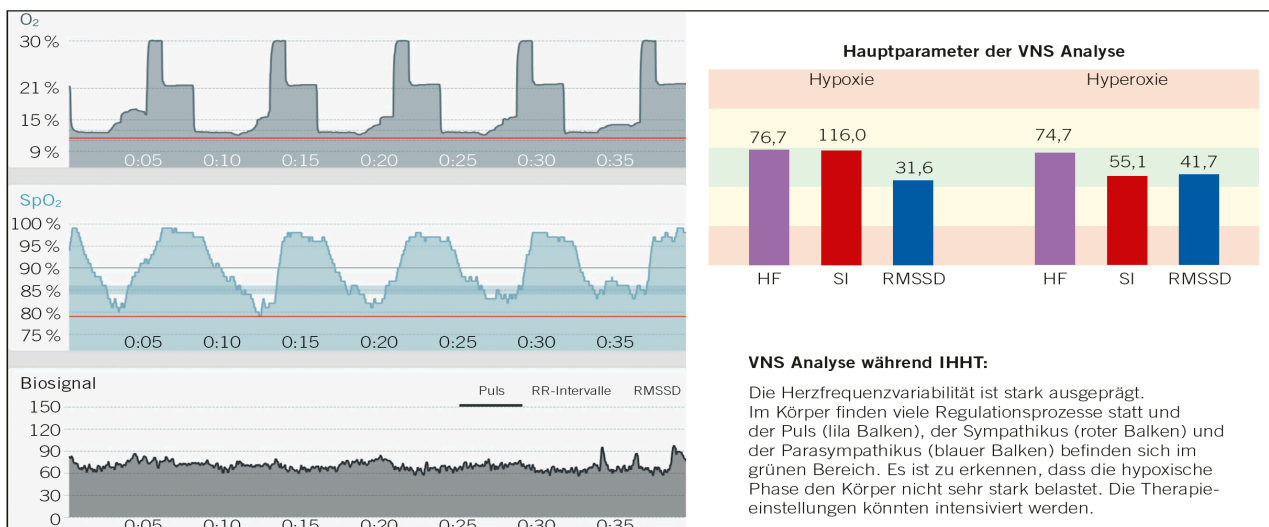 O₂
30 %
21 %
15 %
9 %
0:05 0:10 0:15 0:20 0:25 0:30 0:35
SpO₂
100 %
95 %
90 %
85 %
80 %
75 %
0:05 0:10 0:15 0:20 0:25 0:30 0:35
Biosignal
Puls RR-Intervalle RMSSD
150
120
90
60
30
0
0:05 0:10 0:15 0:20 0:25 0:30 0:35
Hauptparameter der VNS Analyse
Hypoxie Hyperoxie
76,7 116,0 31,6 74,7 55,1 41,7
HF SI RMSSD HF SI RMSSD
VNS Analyse während IHHT:
Die Herzfrequenzvariabilität ist stark ausgeprägt.
Im Körper finden viele Regulationsprozesse statt und
der Puls (lila Balken), der Sympathikus (roter Balken) und
der Parasympathikus (blauer Balken) befinden sich im
grünen Bereich. Es ist zu erkennen, dass die hypoxische
Phase den Körper nicht sehr stark belastet. Die Therapie-
einstellungen könnten intensiviert werden.